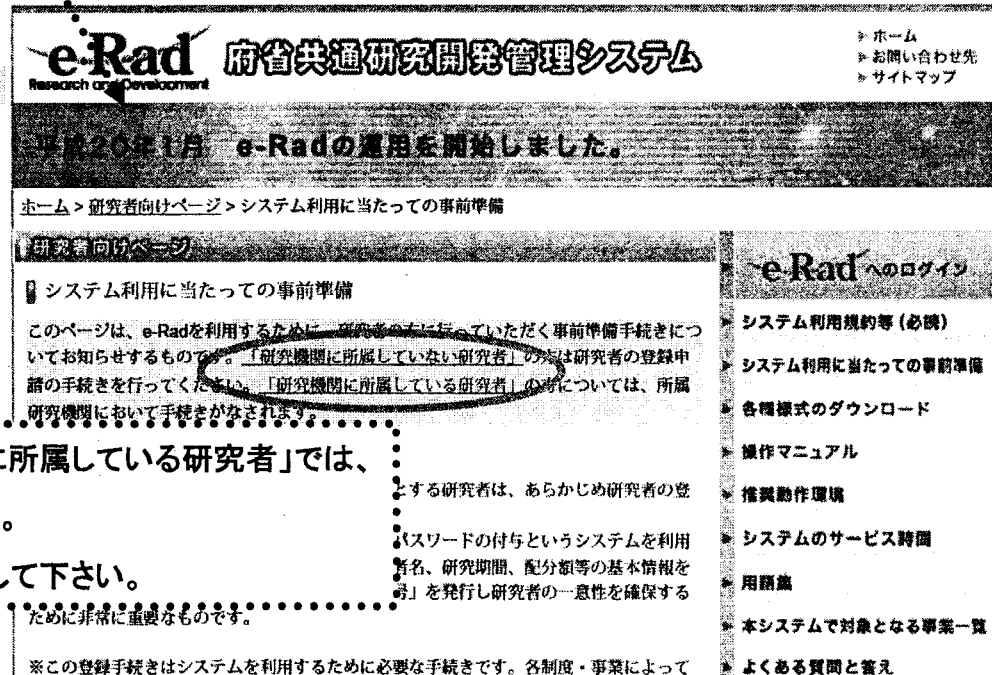 e-Rad
Research and Development
府省共通研究開発管理システム
ホーム
お問い合わせ先
サイトマップ
平成20年1月 e-Radの運用を開始しました。
ホーム > 研究者向けページ > システム利用に当たっての事前準備
研究者向けページ
システム利用に当たっての事前準備
このページは、e-Radを利用するために、研究者の方に行っていただく事前準備手続きにつ
いてお知らせするものです。「研究機関に所属していない研究者」の方は研究者の登録申
請の手続きを行ってください。「研究機関に所属している研究者」の方については、所属
研究機関において手続きがなされます。
に所属している研究者」では、
とする研究者は、あらかじめ研究者の登
。
パスワードの付与というシステムを利用
して下さい。
者名、研究期間、配分額等の基本情報を
号」を発行し研究者の一意性を確保する
ために非常に重要なものです。
※この登録手続きはシステムを利用するために必要な手続きです。各制度・事業によって
e-Radへのログイン
システム利用規約等 (必読)
システム利用に当たっての事前準備
各種様式のダウンロード
操作マニュアル
推奨動作環境
システムのサービス時間
用語集
本システムで対象となる事業一覧
よくある質問と答え